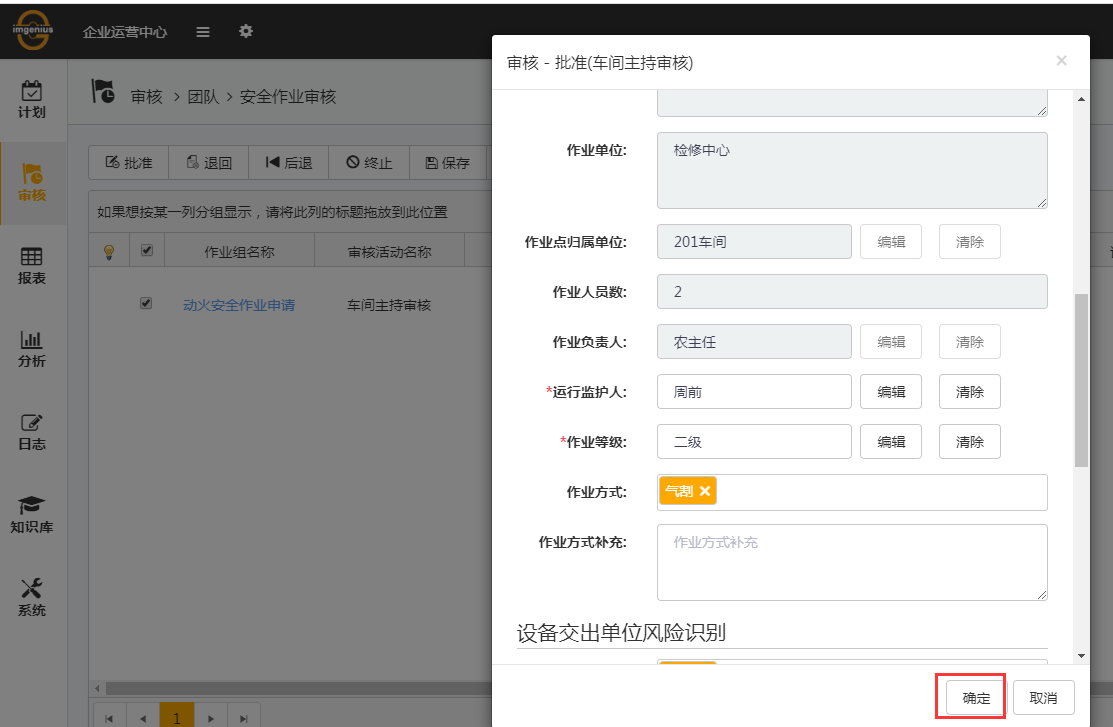 imgenius
企业运营中心
计划
审核
报表
分析
日志
知识库
系统
审核 > 团队 > 安全作业审核
批准 退回 后退 终止 保存
如果想按某一列分组显示，请将此列的标题拖放到此位置
作业组名称 审核活动名称
动火安全作业申请 车间主持审核
1
审核 - 批准(车间主持审核) ×
作业单位: 检修中心
作业点归属单位: 201车间 编辑 清除
作业人员数: 2
作业负责人: 农主任 编辑 清除
*运行监护人: 周前 编辑 清除
*作业等级: 二级 编辑 清除
作业方式: 气割 ×
作业方式补充: 作业方式补充
设备交出单位风险识别
确定 取消